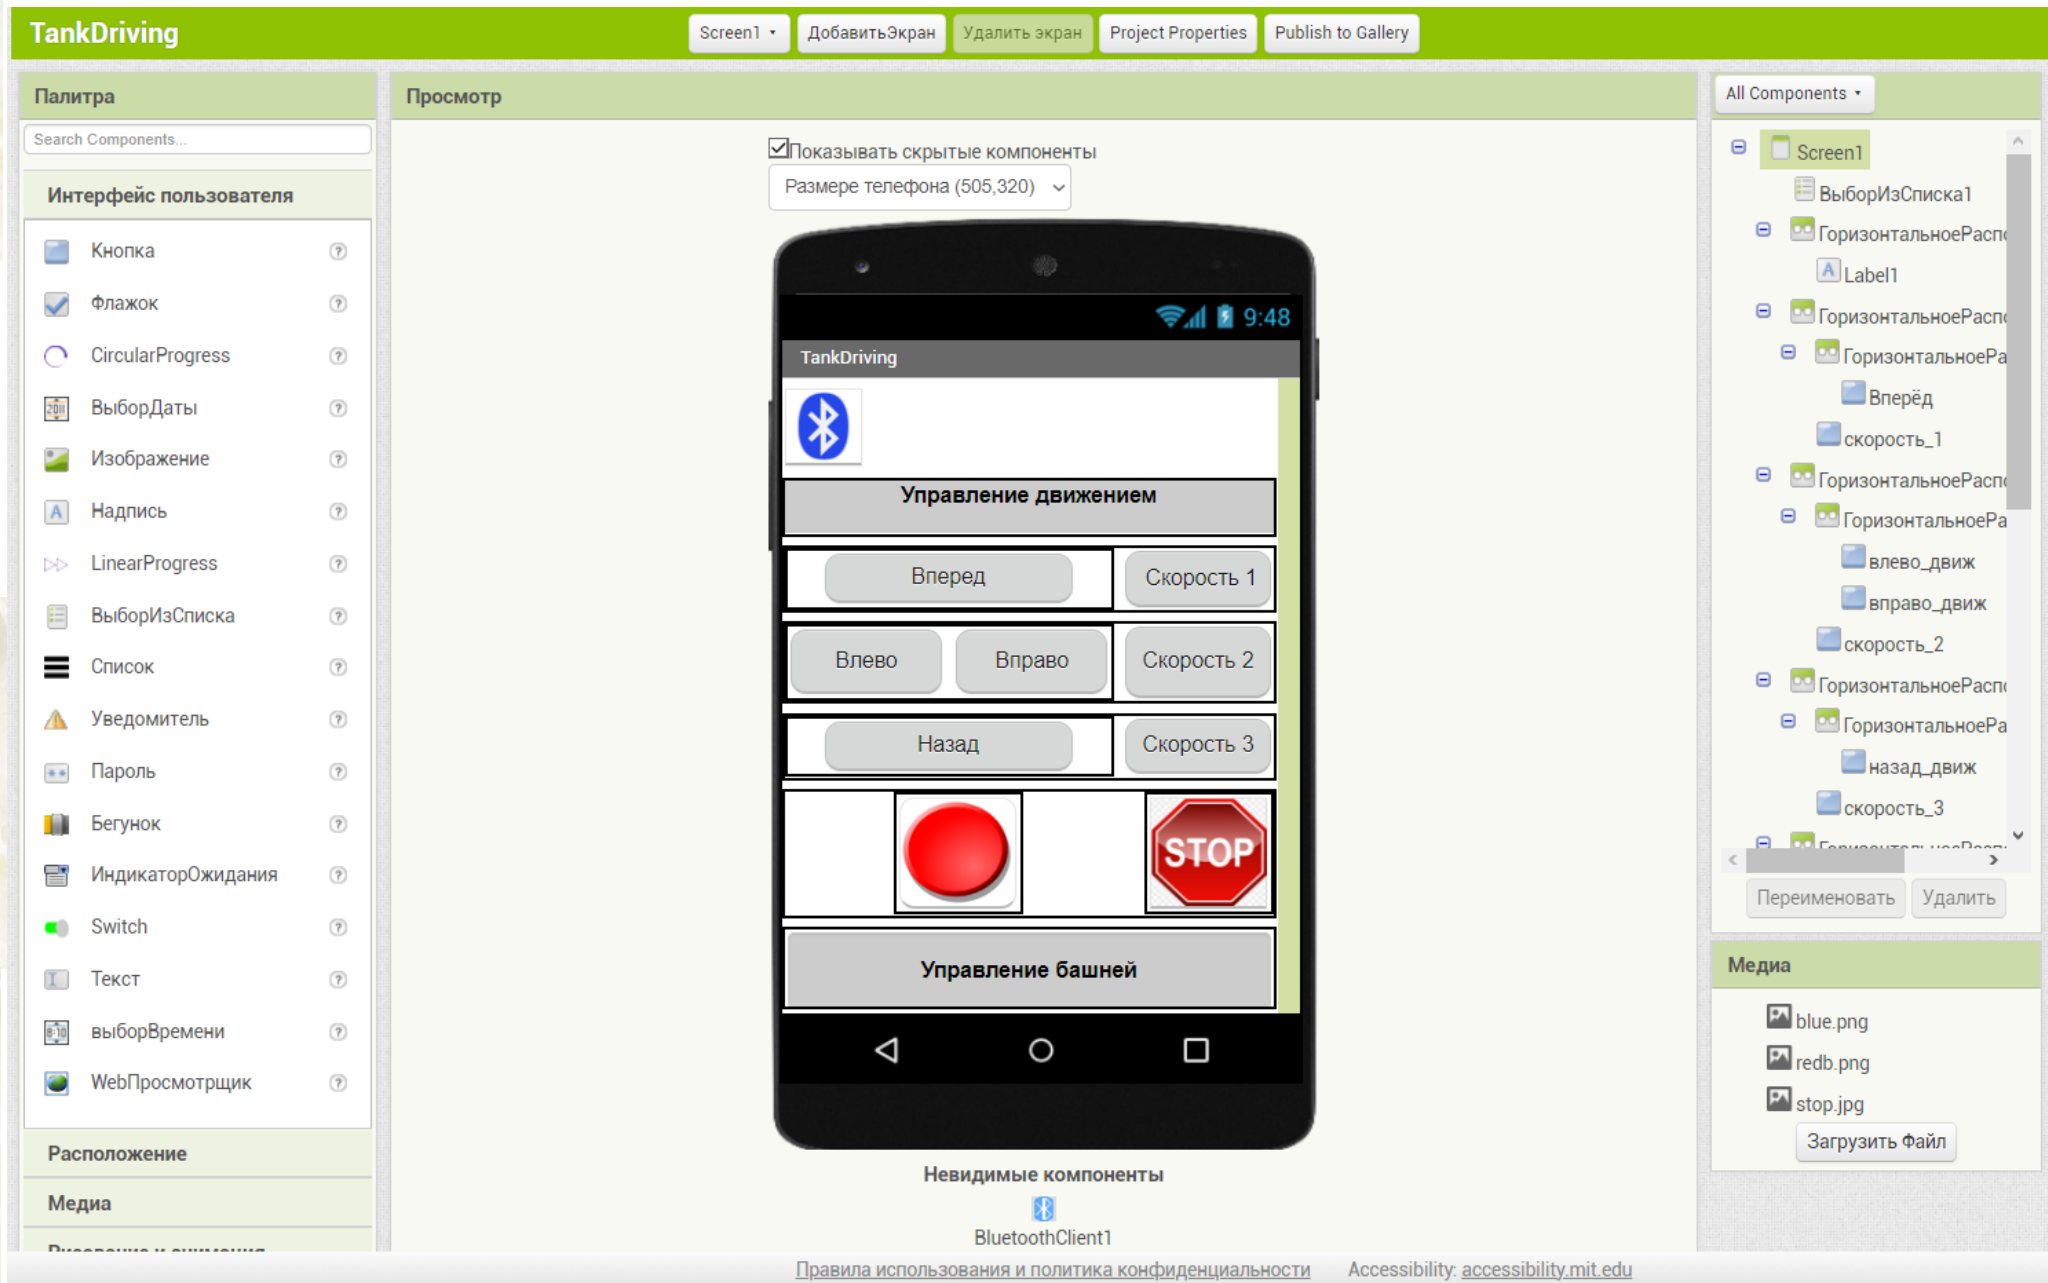 TankDriving
Screen1
ДобавитьЭкран
Удалить экран
Project Properties
Publish to Gallery
Палитра
Search Components...
Интерфейс пользователя
Кнопка
Флажок
CircularProgress
ВыборДаты
Изображение
Надпись
LinearProgress
ВыборИзСписка
Список
Уведомитель
Пароль
Бегунок
ИндикаторОжидания
Switch
Текст
выборВремени
WebПросмотрщик
Расположение
Медиа
Просмотр
Показывать скрытые компоненты
Размере телефона (505,320)
9:48
TankDriving
Управление движением
Вперед
Скорость 1
Влево
Вправо
Скорость 2
Назад
Скорость 3
STOP
Управление башней
Невидимые компоненты
BluetoothClient1
All Components
Screen1
ВыборИзСписка1
ГоризонтальноеРаспо
Label1
ГоризонтальноеРаспо
ГоризонтальноеРа
Вперёд
скорость_1
ГоризонтальноеРаспо
ГоризонтальноеРа
влево_движ
вправо_движ
скорость_2
ГоризонтальноеРаспо
ГоризонтальноеРа
назад_движ
скорость_3
Переименовать
Удалить
Медиа
blue.png
redb.png
stop.jpg
Загрузить Файл
Правила использования и политика конфиденциальности
Accessibility: accessibility.mit.edu